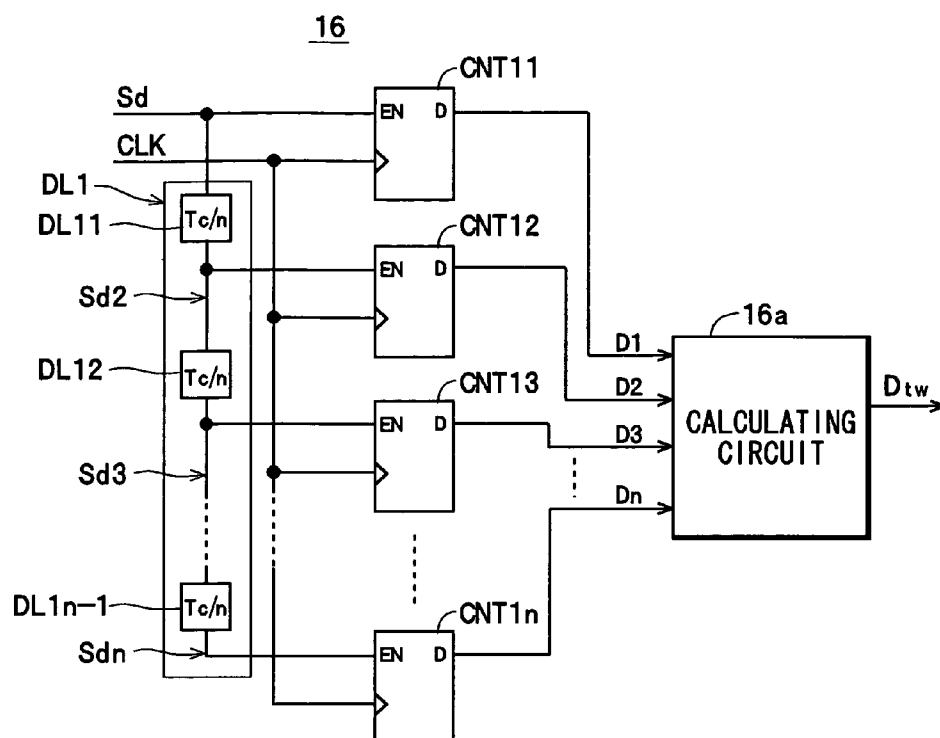 16
Sd
CLK
CNT11
EN D
DL1
DL11
Tc/n
CNT12
EN D
Sd2
16a
DL12
Tc/n
CNT13
EN D
D1
D2
D3
Dn
CALCULATING
CIRCUIT
Dtw
Sd3
DL1n-1
Tc/n
CNT1n
EN D
Sdn